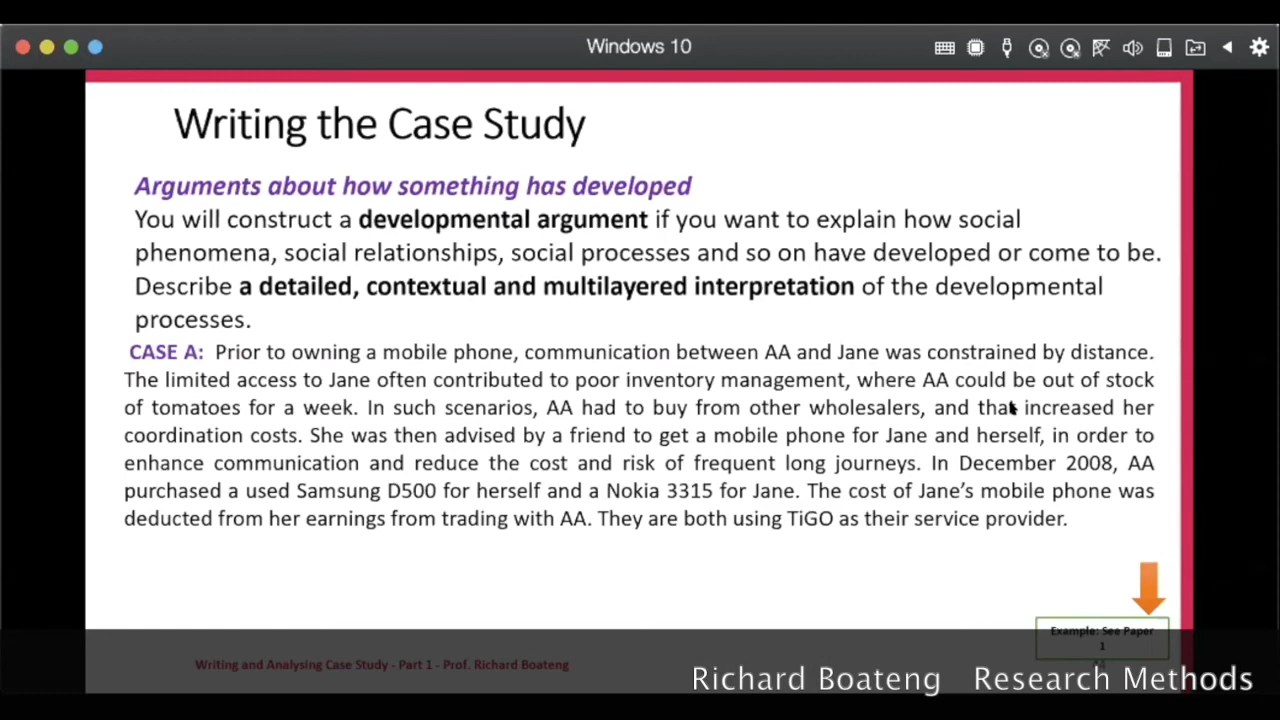 Windows 10
Writing the Case Study
Arguments about how something has developed
You will construct a developmental argument if you want to explain how social
phenomena, social relationships, social processes and so on have developed or come to be.
Describe a detailed, contextual and multilayered interpretation of the developmental
processes.
CASE A: Prior to owning a mobile phone, communication between AA and Jane was constrained by distance.
The limited access to Jane often contributed to poor inventory management, where AA could be out of stock
of tomatoes for a week. In such scenarios, AA had to buy from other wholesalers, and that increased her
coordination costs. She was then advised by a friend to get a mobile phone for Jane and herself, in order to
enhance communication and reduce the cost and risk of frequent long journeys. In December 2008, AA
purchased a used Samsung D500 for herself and a Nokia 3315 for Jane. The cost of Jane's mobile phone was
deducted from her earnings from trading with AA. They are both using TiGO as their service provider.
Example: See Paper
1
Writing and Analysing Case Study - Part 1 - Prof. Richard Boateng
Richard Boateng Research Methods